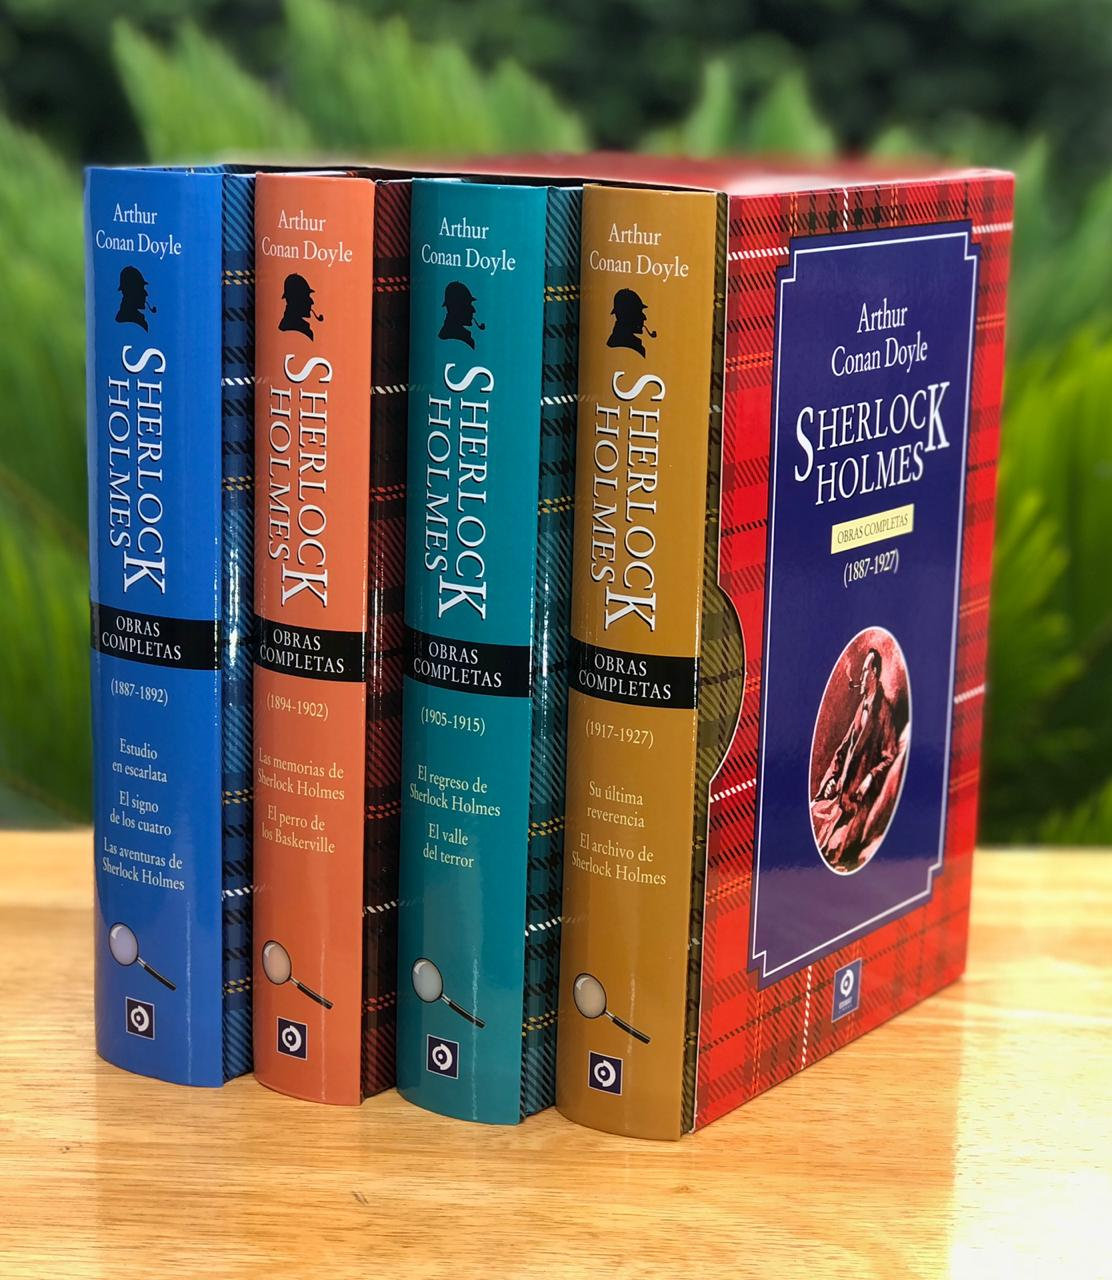 Arthur
Conan Doyle
SHERLOCK
HOLMES
OBRAS
COMPLETAS
(1887-1892)
Estudio
en escarlata
El signo
de los cuatro
Las aventuras de
Sherlock Holmes
Arthur
Conan Doyle
SHERLOCK
HOLMES
OBRAS
COMPLETAS
(1894-1902)
Las memorias de
Sherlock Holmes
El perro de
los Baskerville
Arthur
Conan Doyle
SHERLOCK
HOLMES
OBRAS
COMPLETAS
(1905-1915)
El regreso de
Sherlock Holmes
El valle
del terror
Arthur
Conan Doyle
SHERLOCK
HOLMES
OBRAS
COMPLETAS
(1917-1927)
Su última
reverencia
El archivo de
Sherlock Holmes
Arthur
Conan Doyle
SHERLOCK
HOLMES
OBRAS COMPLETAS
(1887-1927)